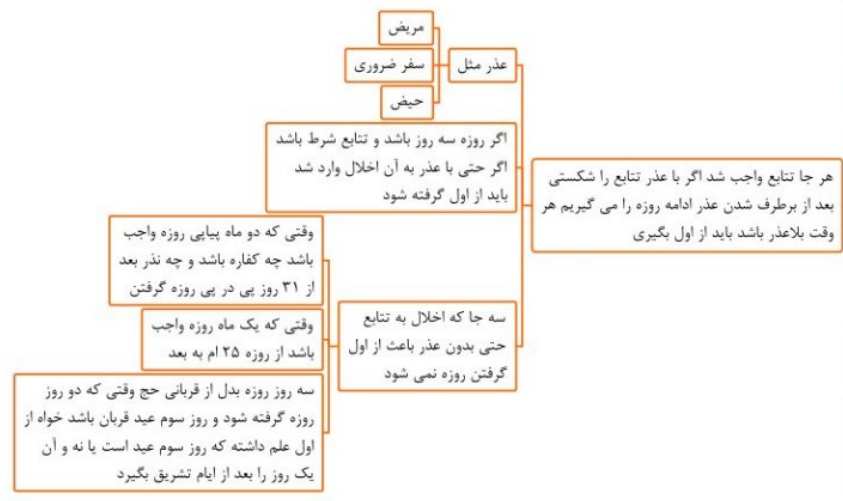 هر جا تتابع واجب شد اگر با عذر تتابع را شکستی
بعد از برطرف شدن عذر ادامه روزه را می گیریم هر
وقت بلاعذر باشد باید از اول بگیری
عذر مثل
مریض
سفر ضروری
حیض
اگر روزه سه روز باشد و تتابع شرط باشد
اگر حتی با عذر به آن اخلال وارد شد
باید از اول گرفته شود
سه جا که اخلال به تتابع
حتی بدون عذر باعث از اول
گرفتن روزه نمی شود
وقتی که دو ماه پیاپی روزه واجب
باشد چه کفاره باشد و چه نذر بعد
از ۳۱ روز پی در پی روزه گرفتن
وقتی که یک ماه روزه واجب
باشد از روزه ۲۵ ام به بعد
سه روز روزه بدل از قربانی حج وقتی که دو روز
روزه گرفته شود و روز سوم عید قربان باشد خواه از
اول علم داشته که روز سوم عید است یا نه و آن
یک روز را بعد از ایام تشریق بگیرد